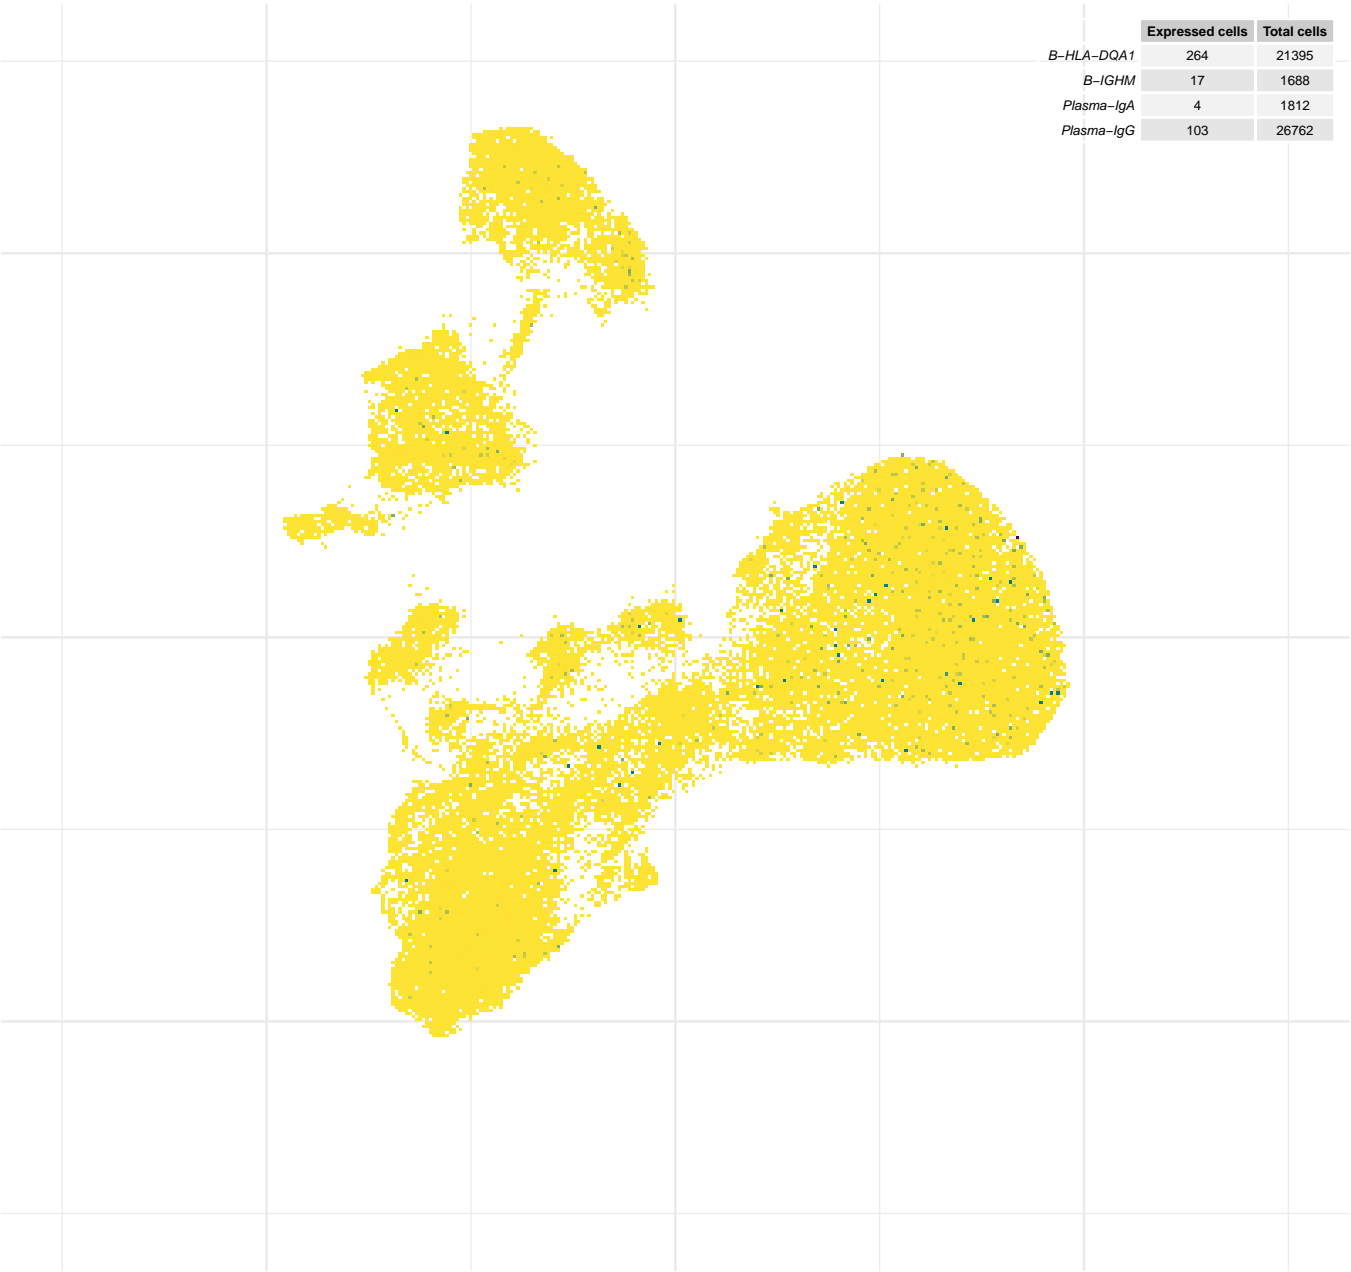 Expressed cells Total cells
B−HLA−DQA1 264 21395
B−IGHM 17 1688
Plasma−IgA 4 1812
Plasma−IgG 103 26762